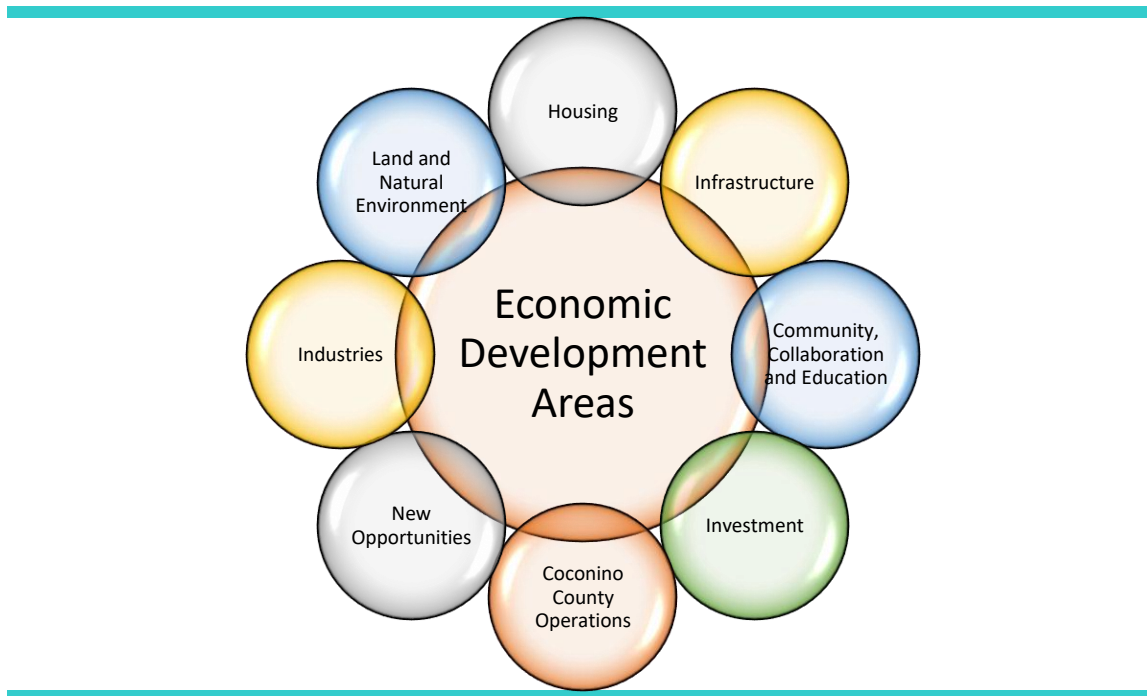 Housing
Infrastructure
Community,
Collaboration
and Education
Investment
Coconino
County
Operations
New
Opportunities
Industries
Land and
Natural
Environment
Economic
Development
Areas